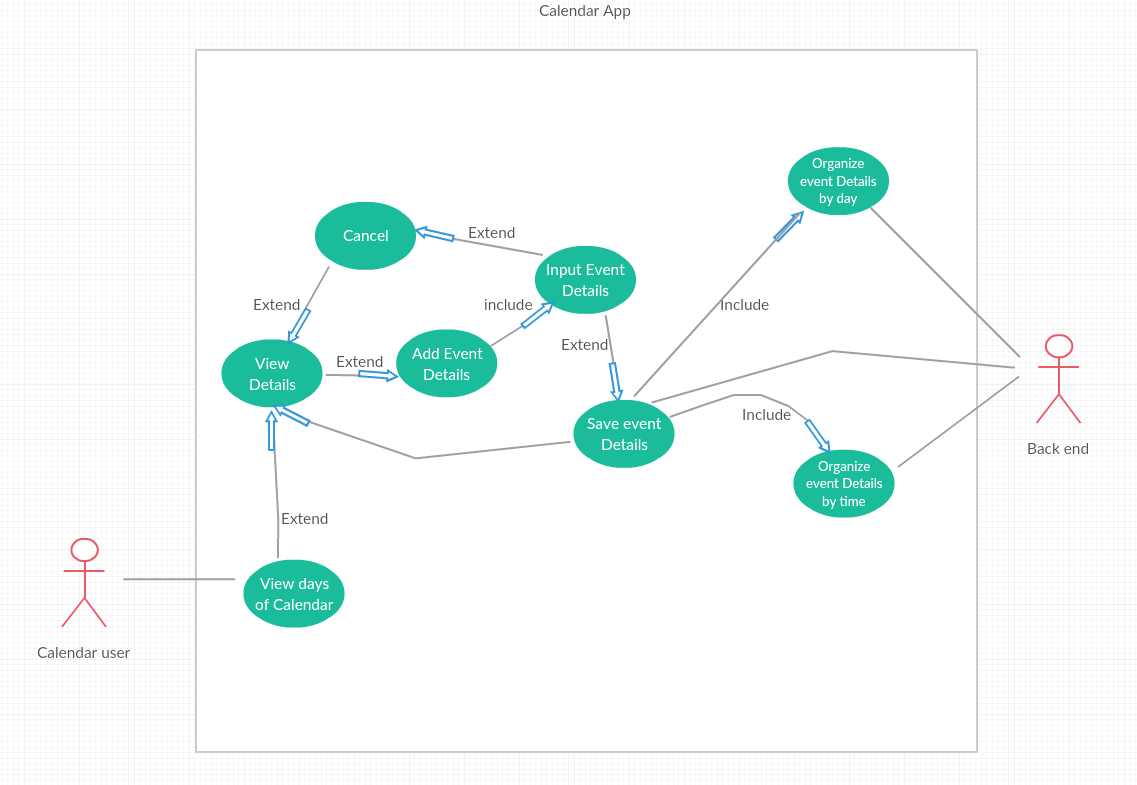 Calendar App
Organize
event Details
by day
Cancel
Extend
Input Event
Details
Extend
include
Include
Extend
View
Details
Extend
Add Event
Details
Save event
Details
Include
Back end
Organize
event Details
by time
Extend
View days
of Calendar
Calendar user